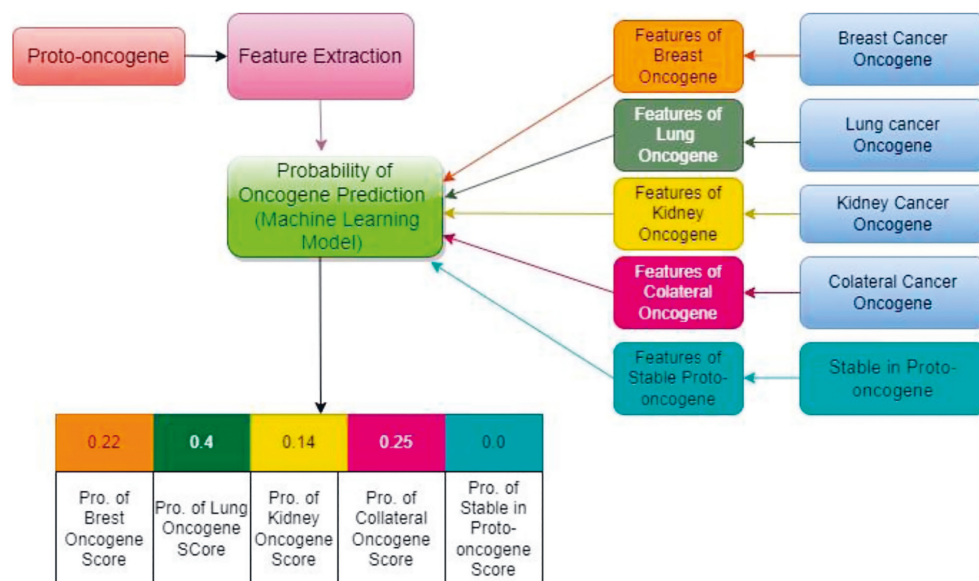 Proto-oncogene
Feature Extraction
Probability of
Oncogene Prediction
(Machine Learning
Model)
Features of
Breast
Oncogene
Breast Cancer
Oncogene
Features of
Lung
Oncogene
Lung cancer
Oncogene
Features of
Kidney
Oncogene
Kidney Cancer
Oncogene
Features of
Colateral
Oncogene
Colateral Cancer
Oncogene
Features of
Stable Proto-
oncogene
Stable in Proto-
oncogene
0.22
0.4
0.14
0.25
0.0
Pro. of
Brest
Oncogene
Score
Pro. of Lung
Oncogene
SCore
Pro. of
Kidney
Oncogene
Score
Pro. of
Collateral
Oncogene
Score
Pro. of
Stable in
Proto-
oncogene
Score